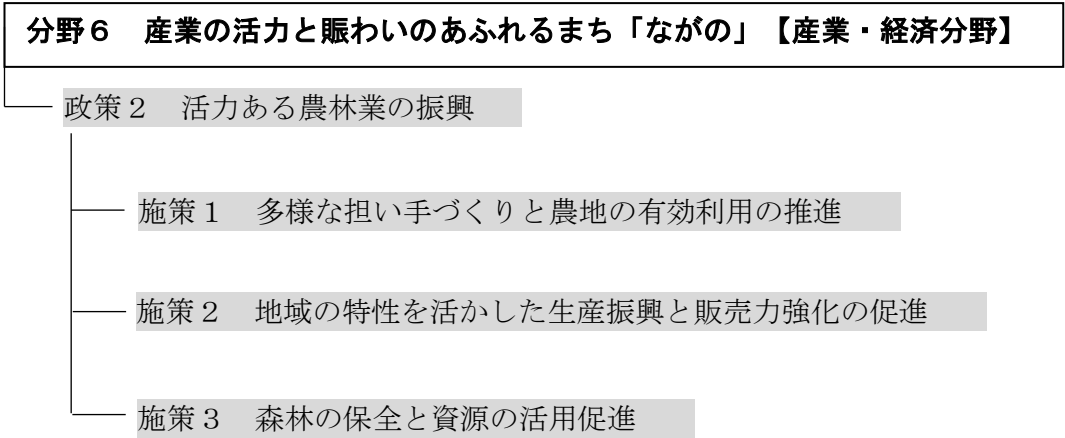 分野６　産業の活力と賑わいのあふれるまち「ながの」【産業・経済分野】
政策２　活力ある農林業の振興
施策１　多様な担い手づくりと農地の有効利用の推進
施策２　地域の特性を活かした生産振興と販売力強化の促進
施策３　森林の保全と資源の活用促進